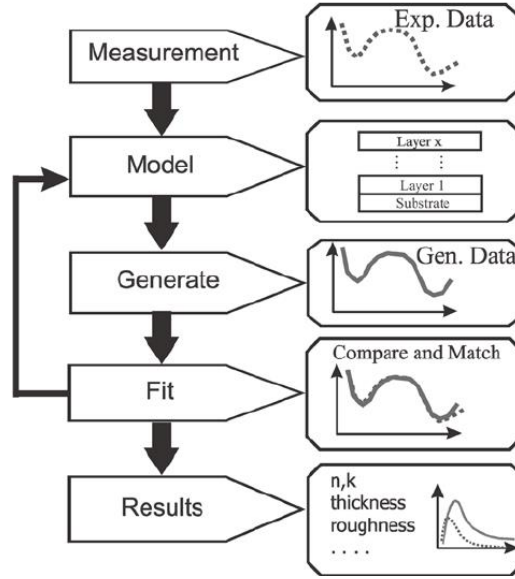 Measurement
Exp. Data
Model
Layer x
Layer 1
Substrate
Generate
Gen. Data
Fit
Compare and Match
Results
n,k
thickness
roughness
. . . .